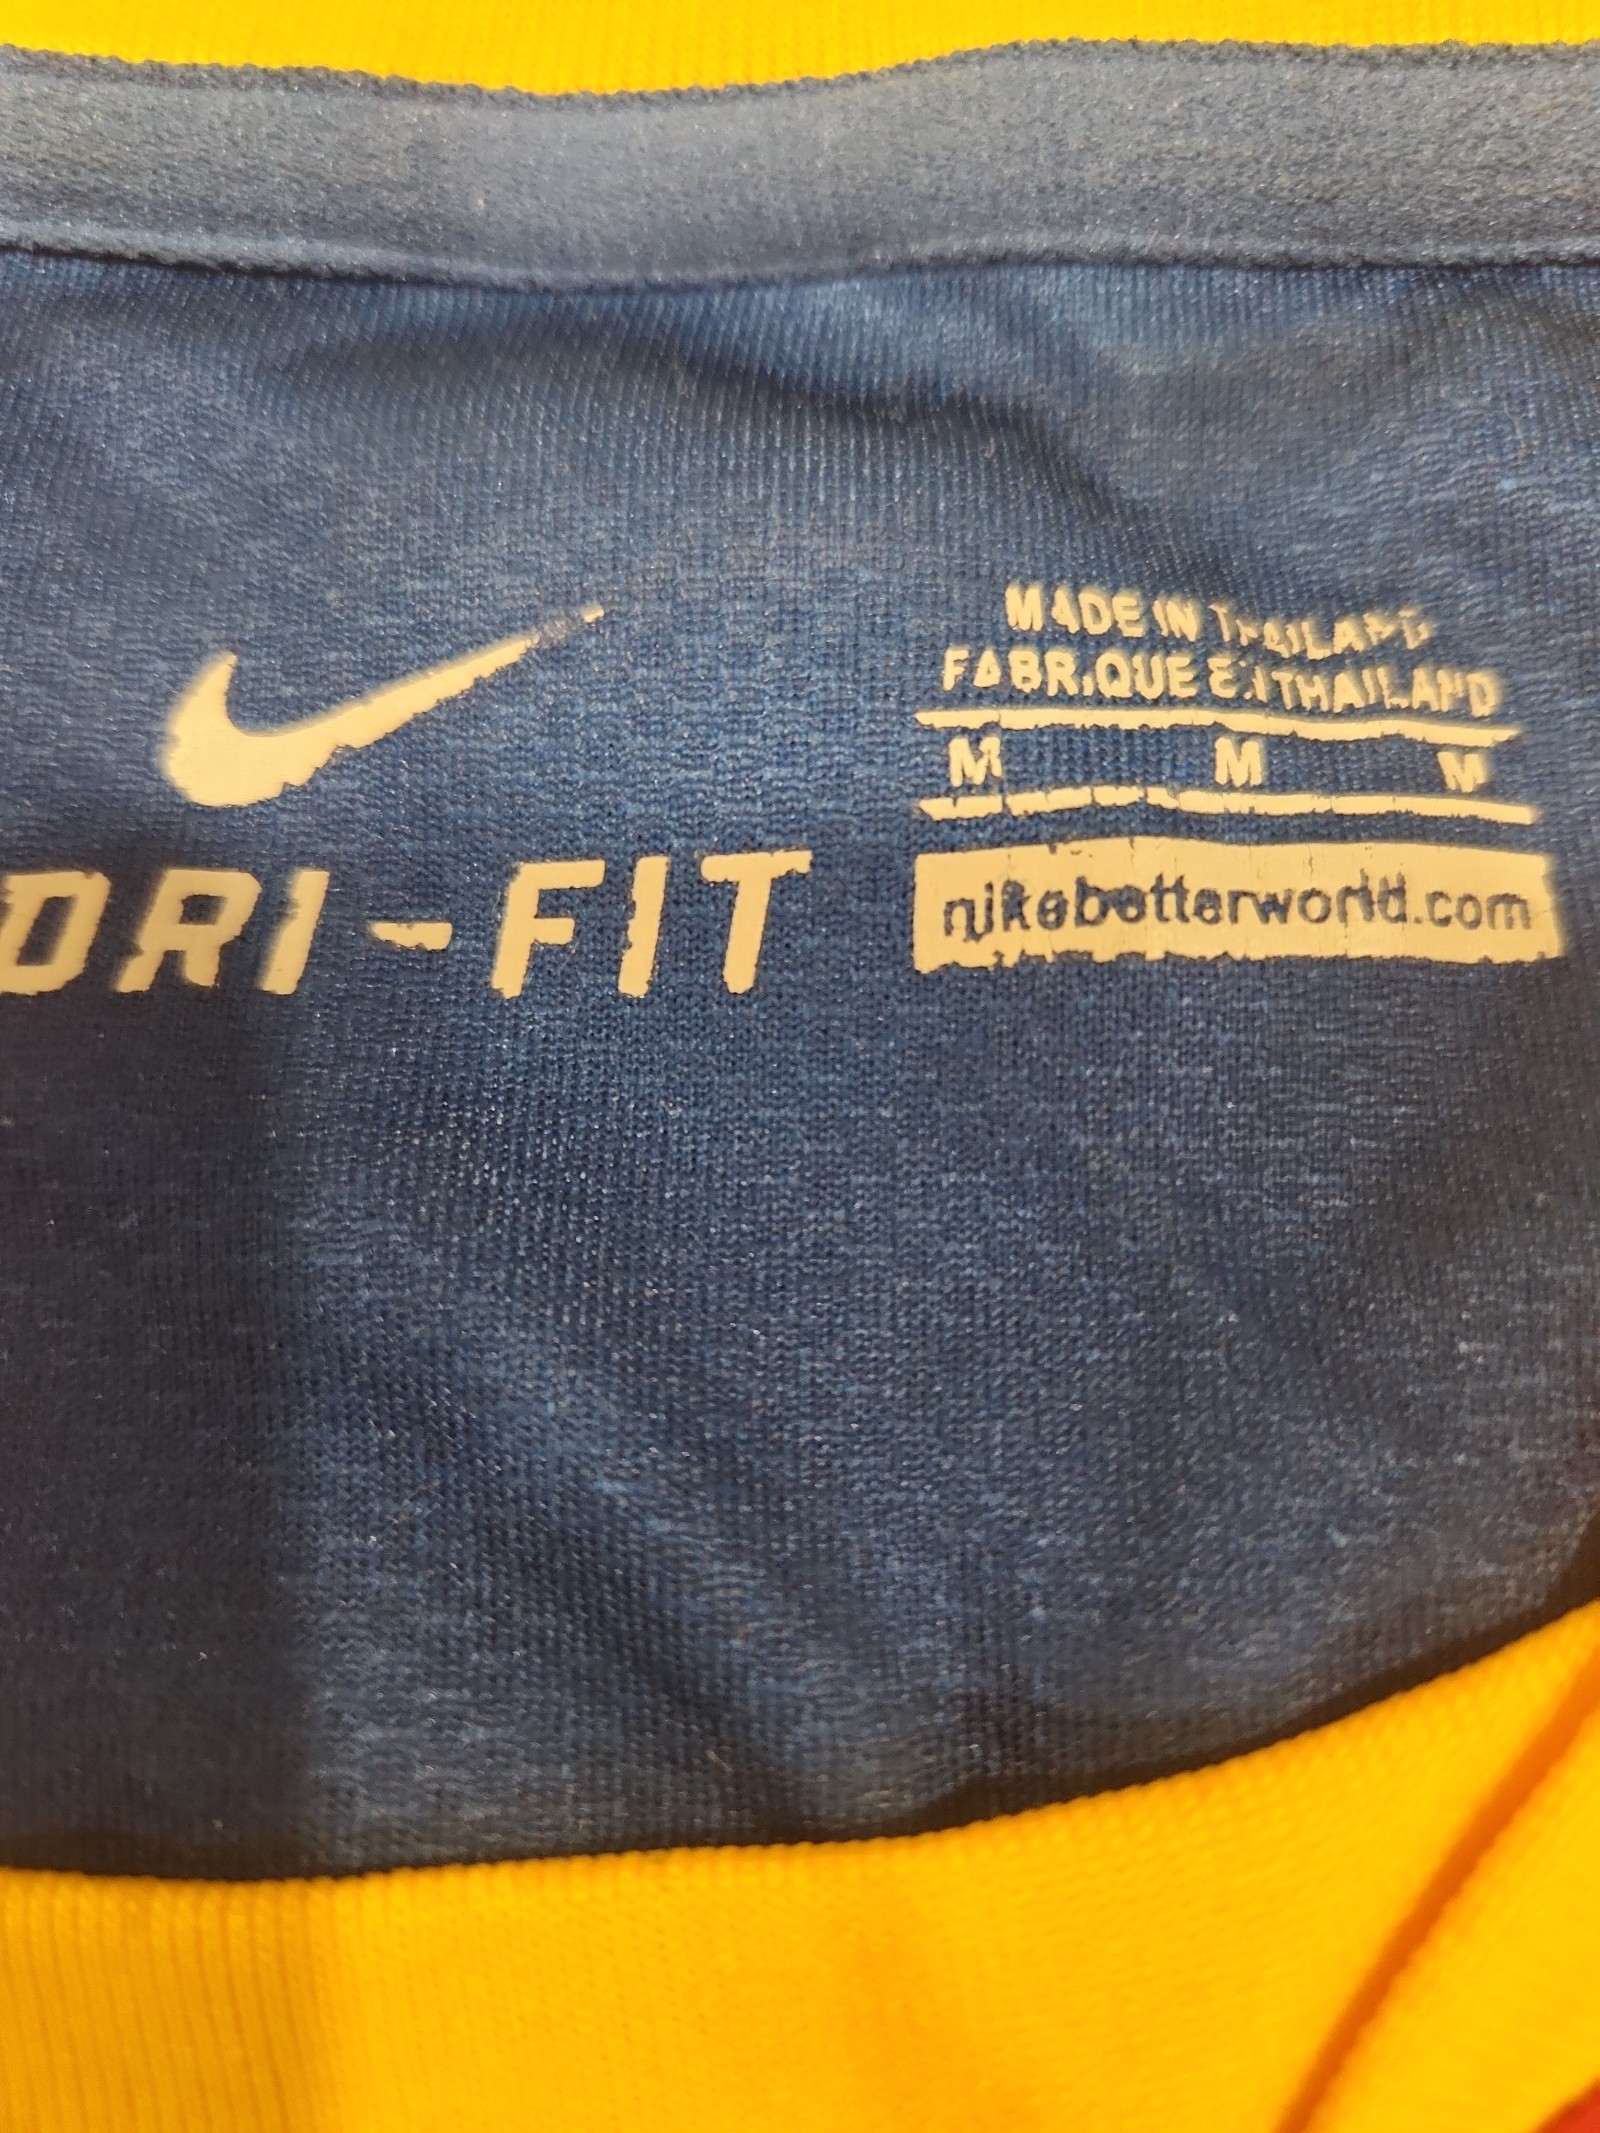 DRI-FIT
MADE IN THAILAND
FABRIQUE EN THAILAND
M M M
nikebetterworld.com